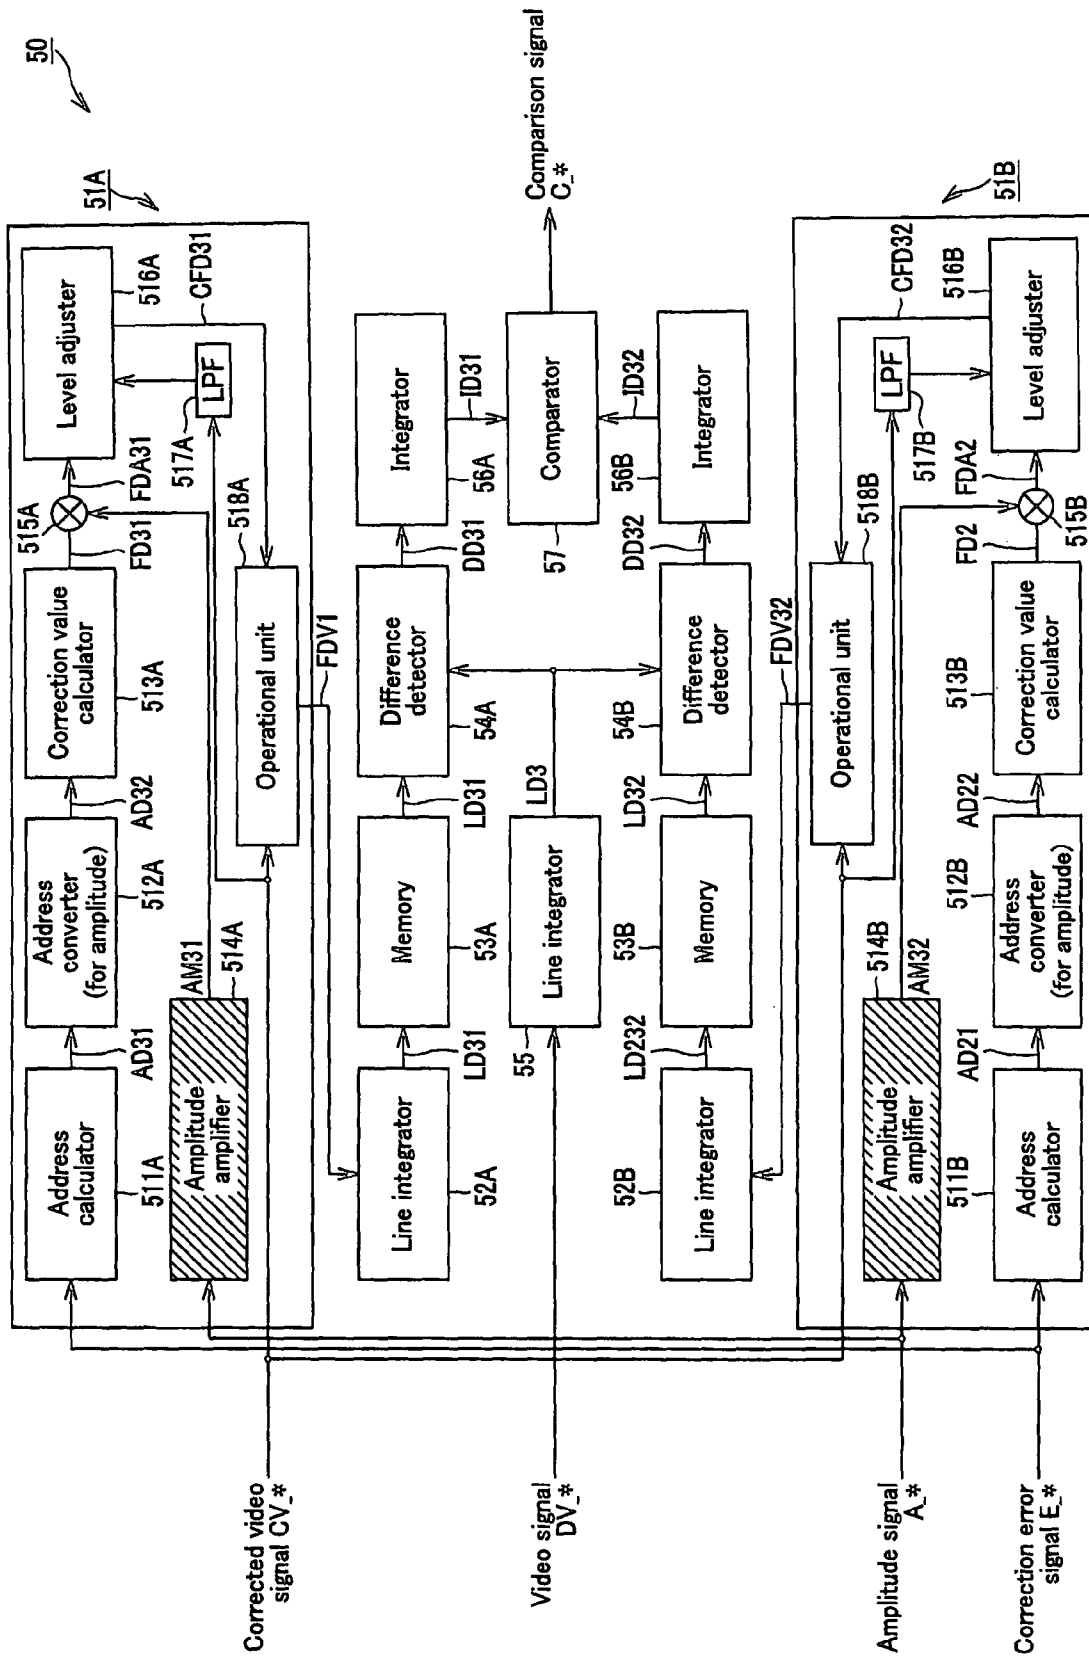 50
51A
Address
calculator
511A
AD31
Address
converter
(for amplitude)
512A
AD32
Correction value
calculator
513A
FD31
515A
FDA31
Level adjuster
516A
CFD31
LPF
517A
Amplitude
amplifier
514A
AM31
Operational unit
518A
FDV1
Corrected video
signal CV_*
Line integrator
52A
LD31
Memory
53A
LD31
Difference
detector
54A
DD31
Integrator
56A
ID31
Video signal
DV_*
Line integrator
55
LD3
Comparator
57
Comparison signal
C_*
Line integrator
52B
LD232
Memory
53B
LD32
Difference
detector
54B
DD32
Integrator
56B
ID32
FDV32
51B
Operational unit
518B
LPF
517B
CFD32
516B
Level adjuster
Amplitude signal
A_*
Amplitude
amplifier
514B
AM32
Correction error
signal E_*
Address
calculator
511B
AD21
Address
converter
(for amplitude)
512B
AD22
Correction value
calculator
513B
FD2
515B
FDA2